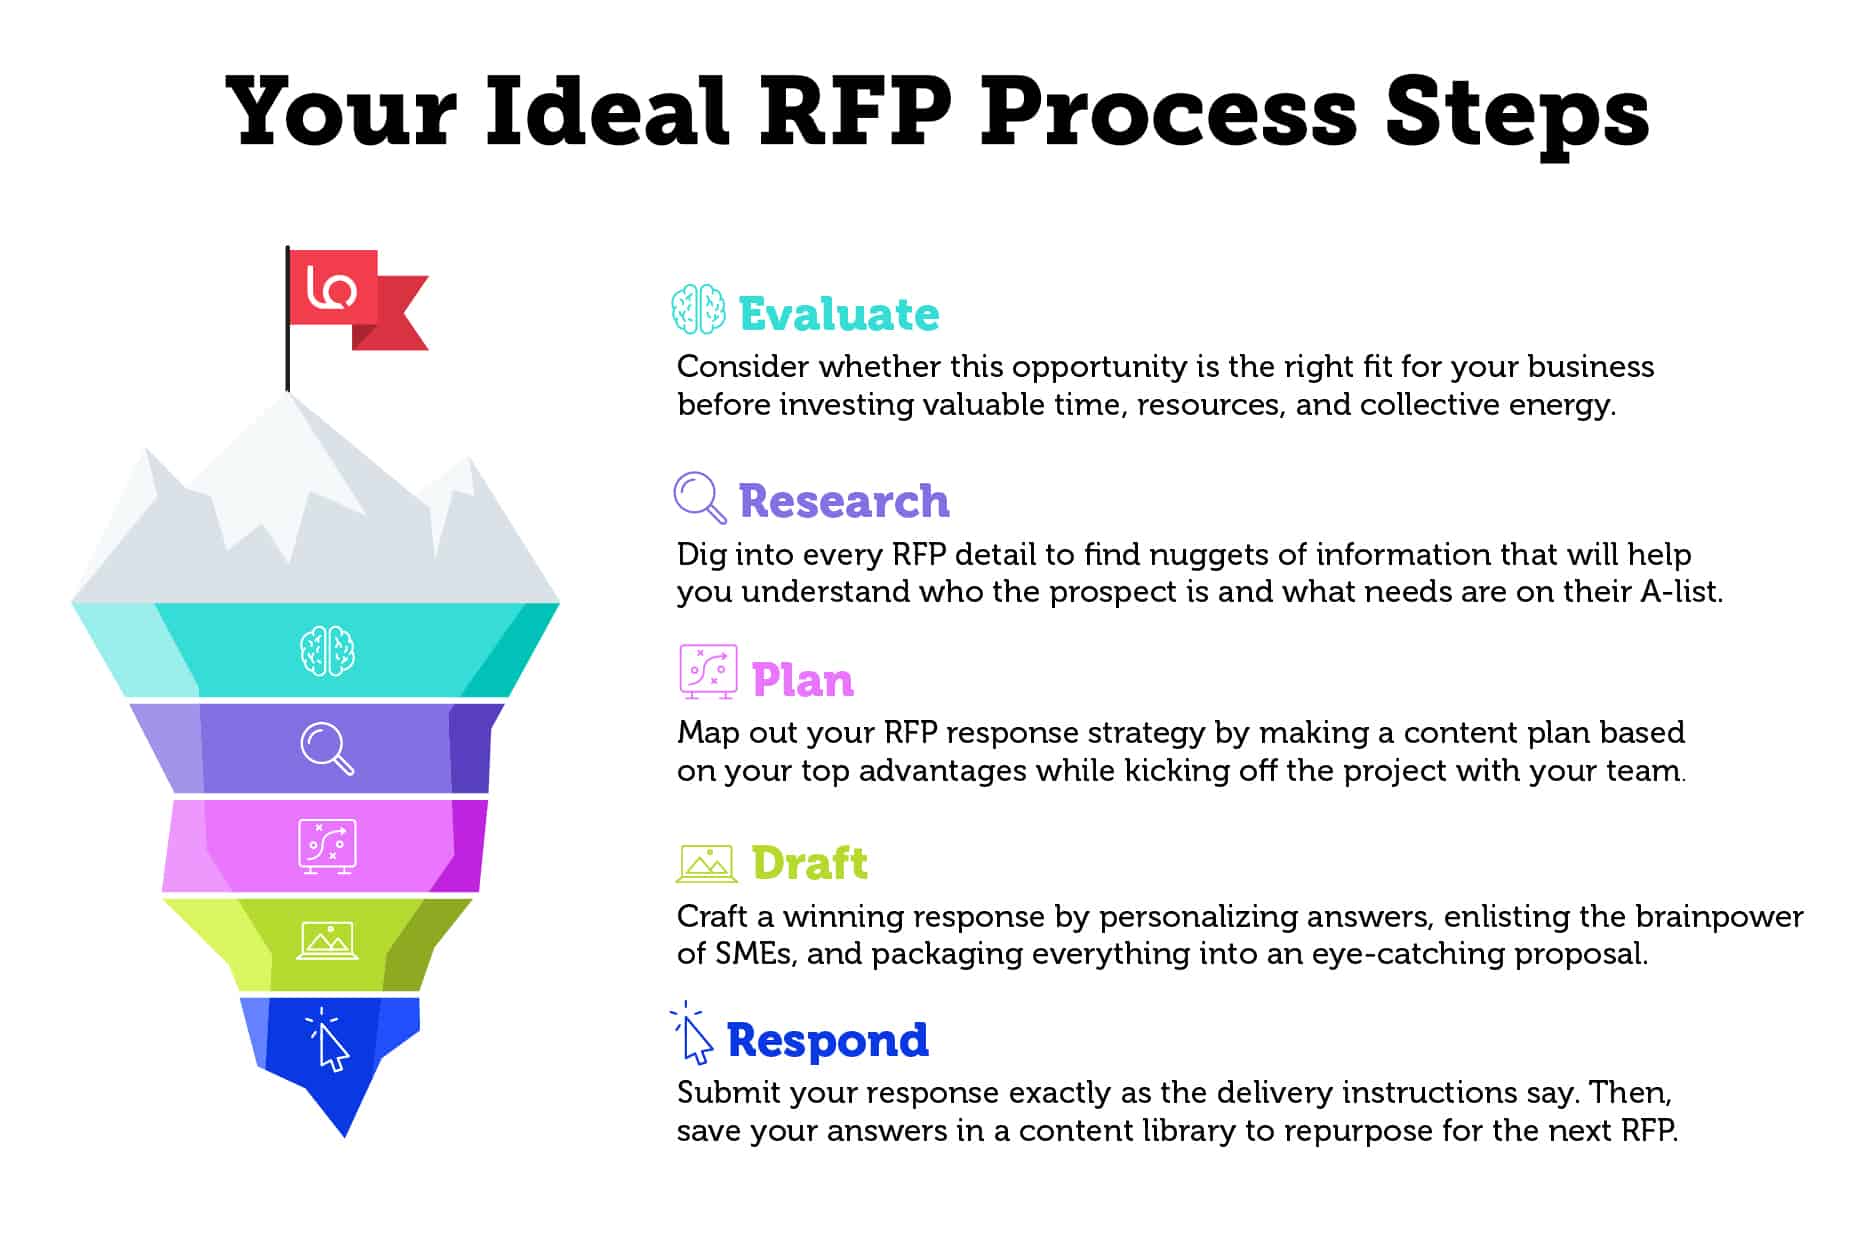 Your Ideal RFP Process Steps
Evaluate
Consider whether this opportunity is the right fit for your business
before investing valuable time, resources, and collective energy.
Research
Dig into every RFP detail to find nuggets of information that will help
you understand who the prospect is and what needs are on their A-list.
Plan
Map out your RFP response strategy by making a content plan based
on your top advantages while kicking off the project with your team.
Draft
Craft a winning response by personalizing answers, enlisting the brainpower
of SMEs, and packaging everything into an eye-catching proposal.
Respond
Submit your response exactly as the delivery instructions say. Then,
save your answers in a content library to repurpose for the next RFP.